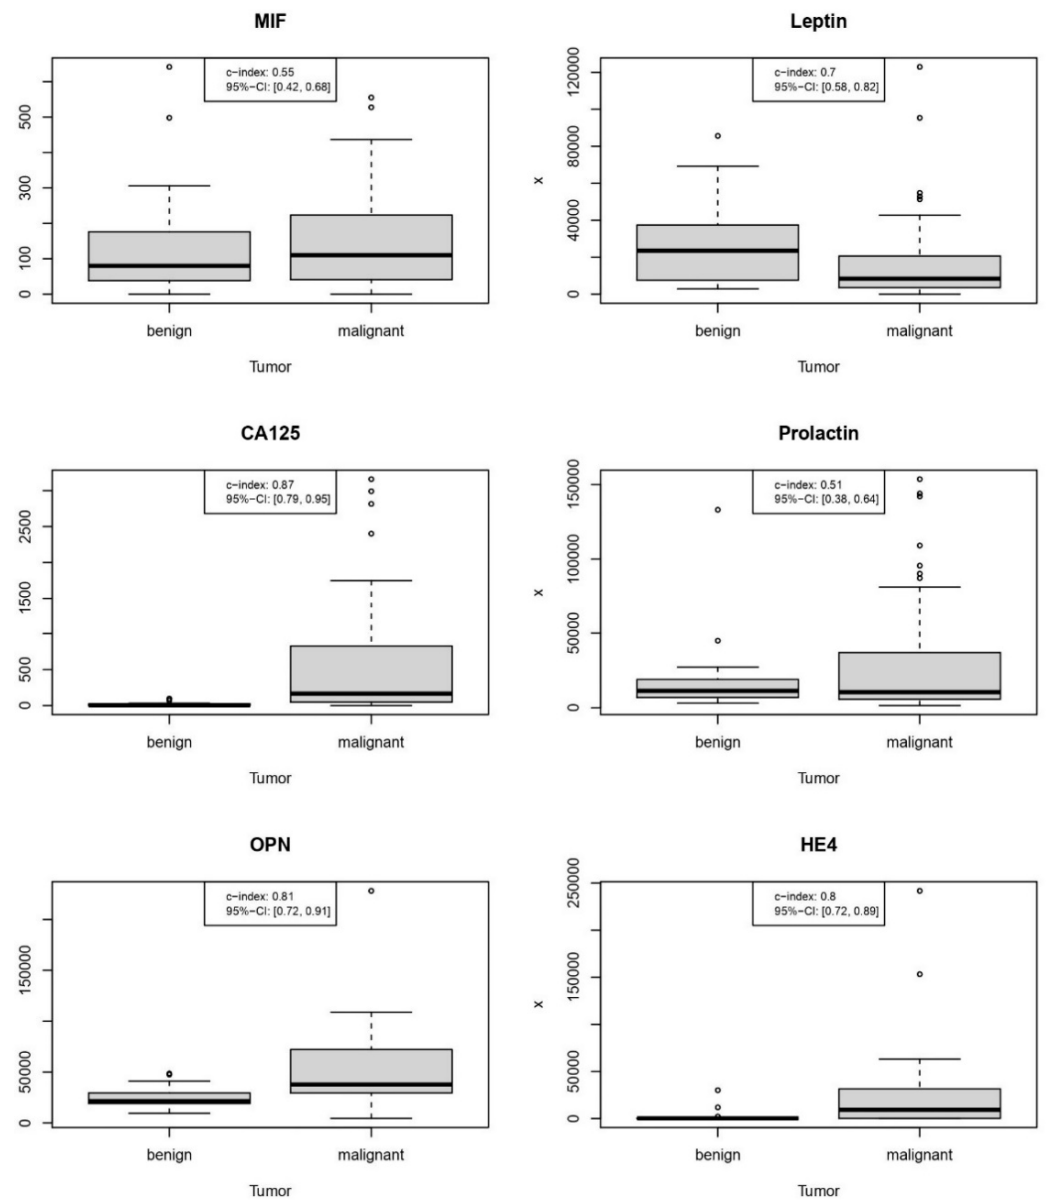 MIF
c-index: 0.55
95%-CI: [0.42, 0.68]
500
300
100
0
benign malignant
Tumor
Leptin
c-index: 0.7
95%-CI: [0.58, 0.82]
120000
80000
40000
0
x
benign malignant
Tumor
CA125
c-index: 0.87
95%-CI: [0.79, 0.95]
2500
1500
500
0
benign malignant
Tumor
Prolactin
c-index: 0.51
95%-CI: [0.38, 0.64]
150000
100000
50000
0
x
benign malignant
Tumor
OPN
c-index: 0.81
95%-CI: [0.72, 0.91]
150000
50000
0
benign malignant
Tumor
HE4
c-index: 0.8
95%-CI: [0.72, 0.89]
250000
150000
50000
0
x
benign malignant
Tumor